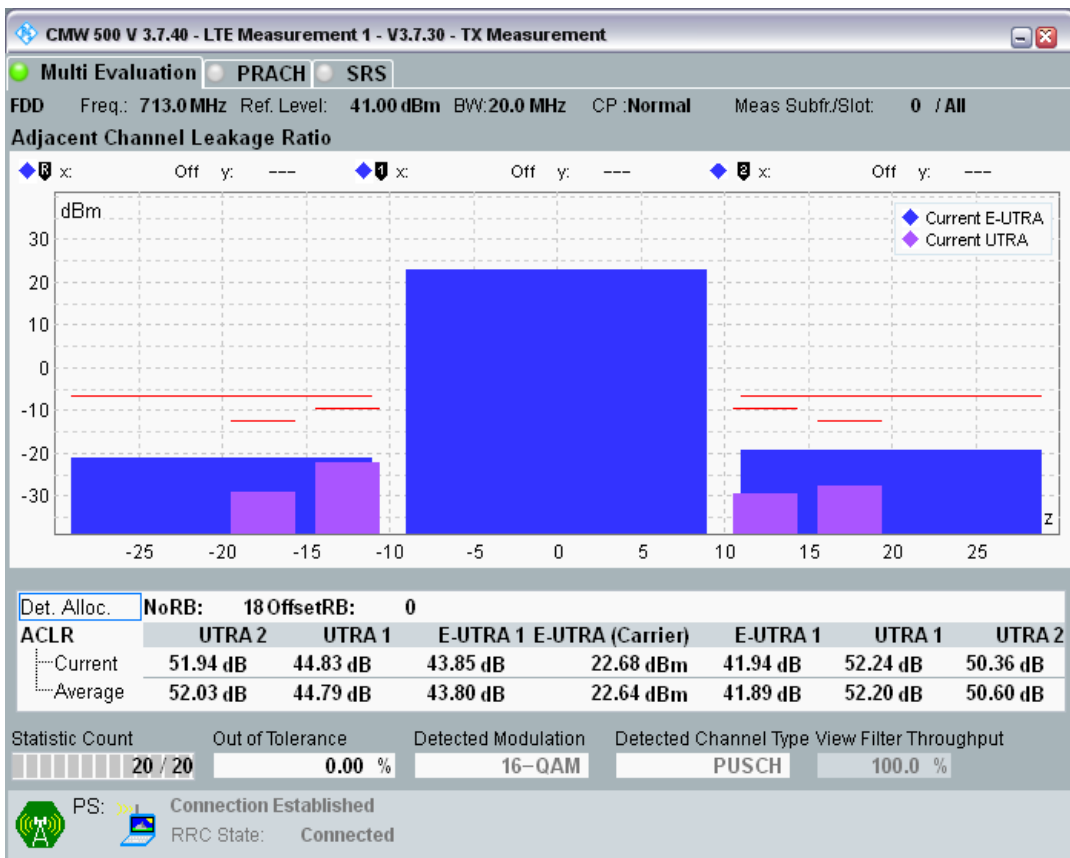 CMW 500 V 3.7.40 - LTE Measurement 1 - V3.7.30 - TX Measurement
Multi Evaluation PRACH SRS
FDD Freq.: 713.0 MHz Ref. Level: 41.00 dBm BW:20.0 MHz CP :Normal Meas Subfr./Slot: 0 / All
Adjacent Channel Leakage Ratio
R x: Off y: --- 1 x: Off y: --- 2 x: Off y: ---
dBm
Current E-UTRA
Current UTRA
30
20
10
0
-10
-20
-30
z
-25 -20 -15 -10 -5 0 5 10 15 20 25
Det. Alloc. NoRB: 18 OffsetRB: 0
ACLR UTRA 2 UTRA 1 E-UTRA 1 E-UTRA (Carrier) E-UTRA 1 UTRA 1 UTRA 2
Current 51.94 dB 44.83 dB 43.85 dB 22.68 dBm 41.94 dB 52.24 dB 50.36 dB
Average 52.03 dB 44.79 dB 43.80 dB 22.64 dBm 41.89 dB 52.20 dB 50.60 dB
Statistic Count Out of Tolerance Detected Modulation Detected Channel Type View Filter Throughput
20 / 20 0.00 % 16-QAM PUSCH 100.0 %
PS: Connection Established
RRC State: Connected